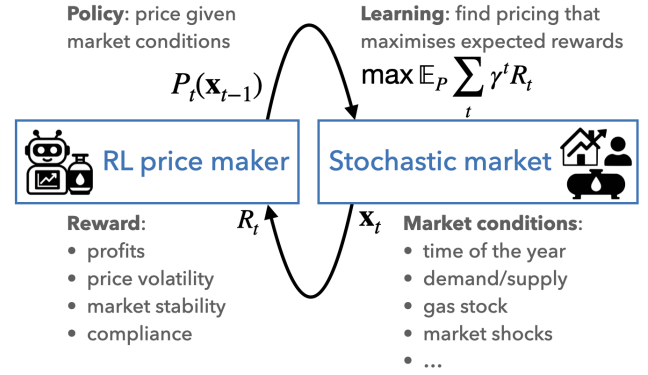 Policy: price given
market conditions
Learning: find pricing that
maximises expected rewards
P_t(x_{t-1})
max 𝔼_P ∑_t γ^t R_t
RL price maker
Stochastic market
Reward:
• profits
• price volatility
• market stability
• compliance
R_t
x_t
Market conditions:
• time of the year
• demand/supply
• gas stock
• market shocks
• ...